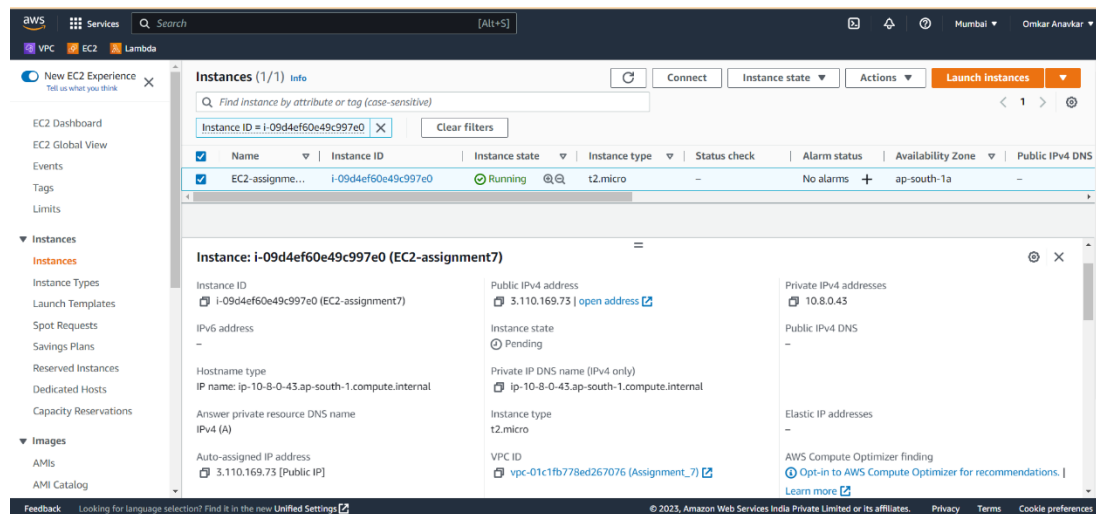 aws Services Search [Alt+S] Mumbai ▼ Omkar Anavkar ▼
VPC EC2 Lambda
New EC2 Experience
Tell us what you think
EC2 Dashboard
EC2 Global View
Events
Tags
Limits
▼ Instances
Instances
Instance Types
Launch Templates
Spot Requests
Savings Plans
Reserved Instances
Dedicated Hosts
Capacity Reservations
▼ Images
AMIs
AMI Catalog
Instances (1/1) Info
Connect Instance state ▼ Actions ▼ Launch instances ▼
Find instance by attribute or tag (case-sensitive)
< 1 >
Instance ID = i-09d4ef60e49c997e0 Clear filters
Name Instance ID Instance state Instance type Status check Alarm status Availability Zone Public IPv4 DNS
EC2-assignme... i-09d4ef60e49c997e0 Running t2.micro – No alarms + ap-south-1a –
Instance: i-09d4ef60e49c997e0 (EC2-assignment7)
Instance ID Public IPv4 address Private IPv4 addresses
i-09d4ef60e49c997e0 (EC2-assignment7) 3.110.169.73 | open address 10.8.0.43
IPv6 address Instance state Public IPv4 DNS
– Pending –
Hostname type Private IP DNS name (IPv4 only)
IP name: ip-10-8-0-43.ap-south-1.compute.internal ip-10-8-0-43.ap-south-1.compute.internal
Answer private resource DNS name Instance type Elastic IP addresses
IPv4 (A) t2.micro –
Auto-assigned IP address VPC ID AWS Compute Optimizer finding
3.110.169.73 [Public IP] vpc-01c1fb778ed267076 (Assignment_7) Opt-in to AWS Compute Optimizer for recommendations. |
Learn more
Feedback Looking for language selection? Find it in the new Unified Settings © 2023, Amazon Web Services India Private Limited or its affiliates. Privacy Terms Cookie preferences